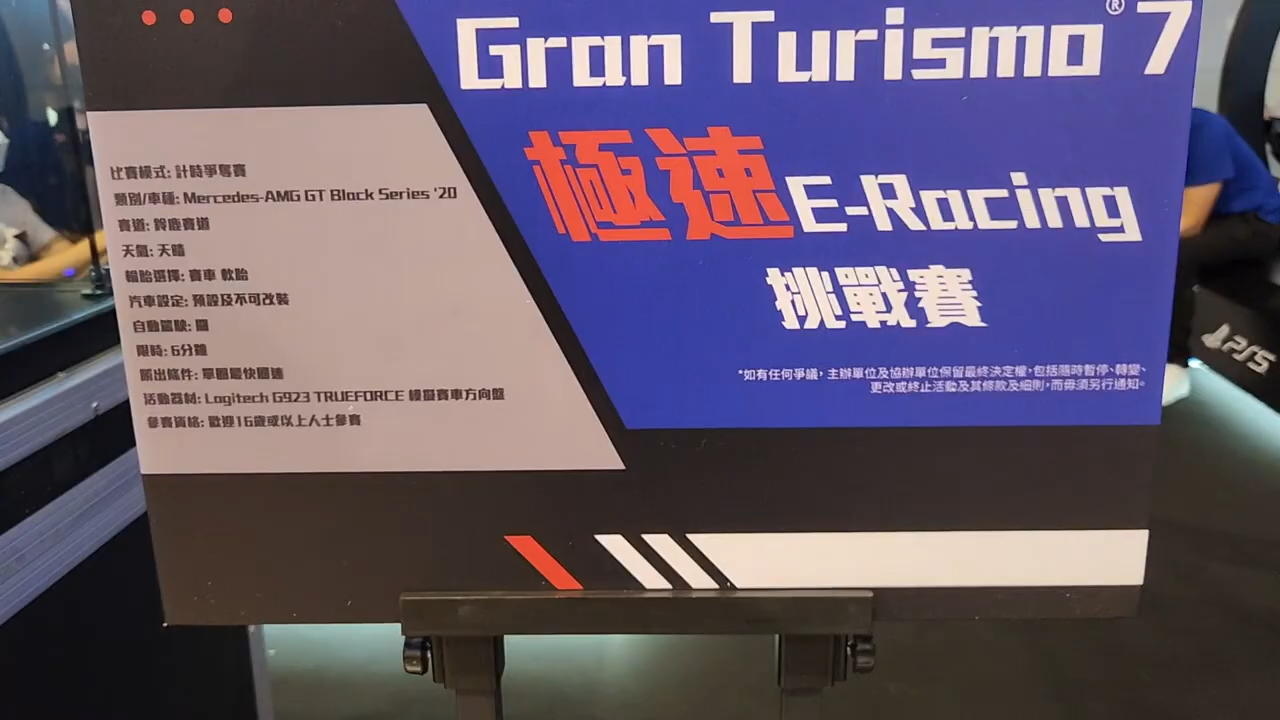 Gran Turismo® 7
極速E-Racing
挑戰賽
*如有任何爭議，主辦單位及協辦單位保留最終決定權，包括隨時暫停、轉變、
更改或終止活動及其條款及細則，而毋須另行通知。
比賽模式: 計時爭奪賽
類別/車種: Mercedes-AMG GT Black Series '20
賽道: 鈴鹿賽道
天氣: 天晴
輪胎選擇: 賽車 軟胎
汽車設定: 預設及不可改裝
自動駕駛: 關
限時: 6分鐘
勝出條件: 單圈最快圈速
活動器材: Logitech G923 TRUEFORCE 模擬賽車方向盤
參賽資格: 歡迎16歲或以上人士參賽
PS5